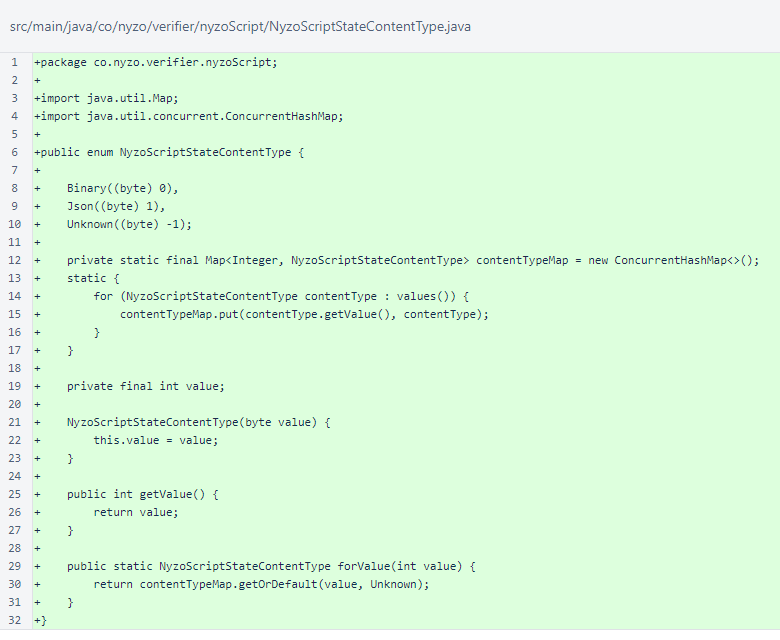 src/main/java/co/nyzo/verifier/nyzoScript/NyzoScriptStateContentType.java
1 +package co.nyzo.verifier.nyzoScript;
2 +
3 +import java.util.Map;
4 +import java.util.concurrent.ConcurrentHashMap;
5 +
6 +public enum NyzoScriptStateContentType {
7 +
8 +    Binary((byte) 0),
9 +    Json((byte) 1),
10 +    Unknown((byte) -1);
11 +
12 +    private static final Map<Integer, NyzoScriptStateContentType> contentTypeMap = new ConcurrentHashMap<>();
13 +    static {
14 +        for (NyzoScriptStateContentType contentType : values()) {
15 +            contentTypeMap.put(contentType.getValue(), contentType);
16 +        }
17 +    }
18 +
19 +    private final int value;
20 +
21 +    NyzoScriptStateContentType(byte value) {
22 +        this.value = value;
23 +    }
24 +
25 +    public int getValue() {
26 +        return value;
27 +    }
28 +
29 +    public static NyzoScriptStateContentType forValue(int value) {
30 +        return contentTypeMap.getOrDefault(value, Unknown);
31 +    }
32 +}